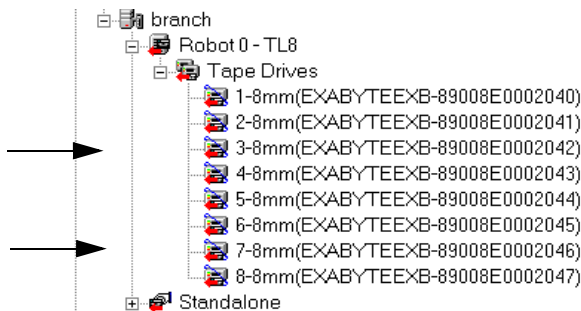 branch
Robot 0 - TL8
Tape Drives
1-8mm(EXABYTEEXB-89008E0002040)
2-8mm(EXABYTEEXB-89008E0002041)
3-8mm(EXABYTEEXB-89008E0002042)
4-8mm(EXABYTEEXB-89008E0002043)
5-8mm(EXABYTEEXB-89008E0002044)
6-8mm(EXABYTEEXB-89008E0002045)
7-8mm(EXABYTEEXB-89008E0002046)
8-8mm(EXABYTEEXB-89008E0002047)
Standalone